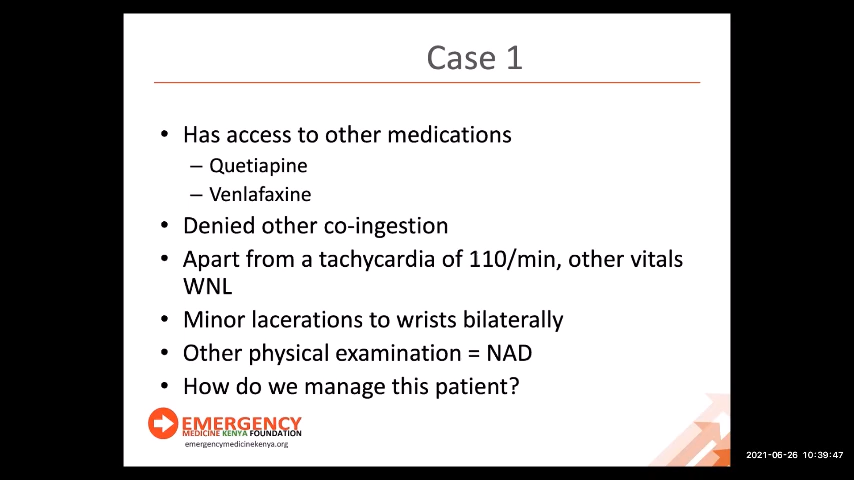 Case 1
• Has access to other medications
– Quetiapine
– Venlafaxine
• Denied other co-ingestion
• Apart from a tachycardia of 110/min, other vitals
WNL
• Minor lacerations to wrists bilaterally
• Other physical examination = NAD
• How do we manage this patient?
EMERGENCY
MEDICINE KENYA FOUNDATION
emergencymedicinekenya.org
2021-06-26 10:39:47